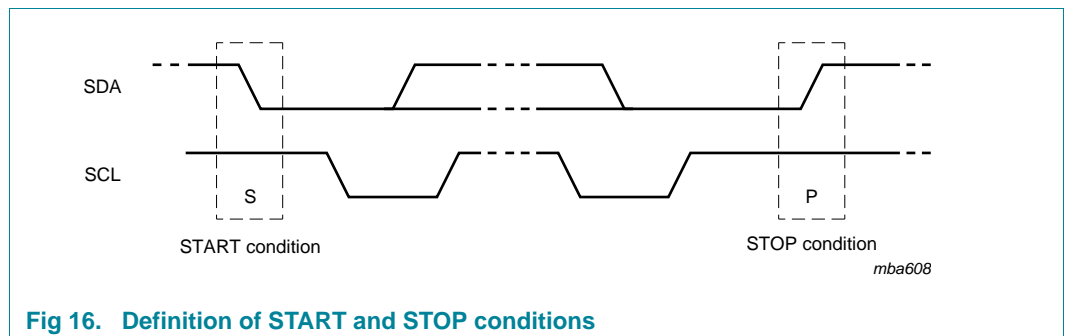 SDA
SCL
S
P
START condition
STOP condition
mba608
Fig 16. Definition of START and STOP conditions